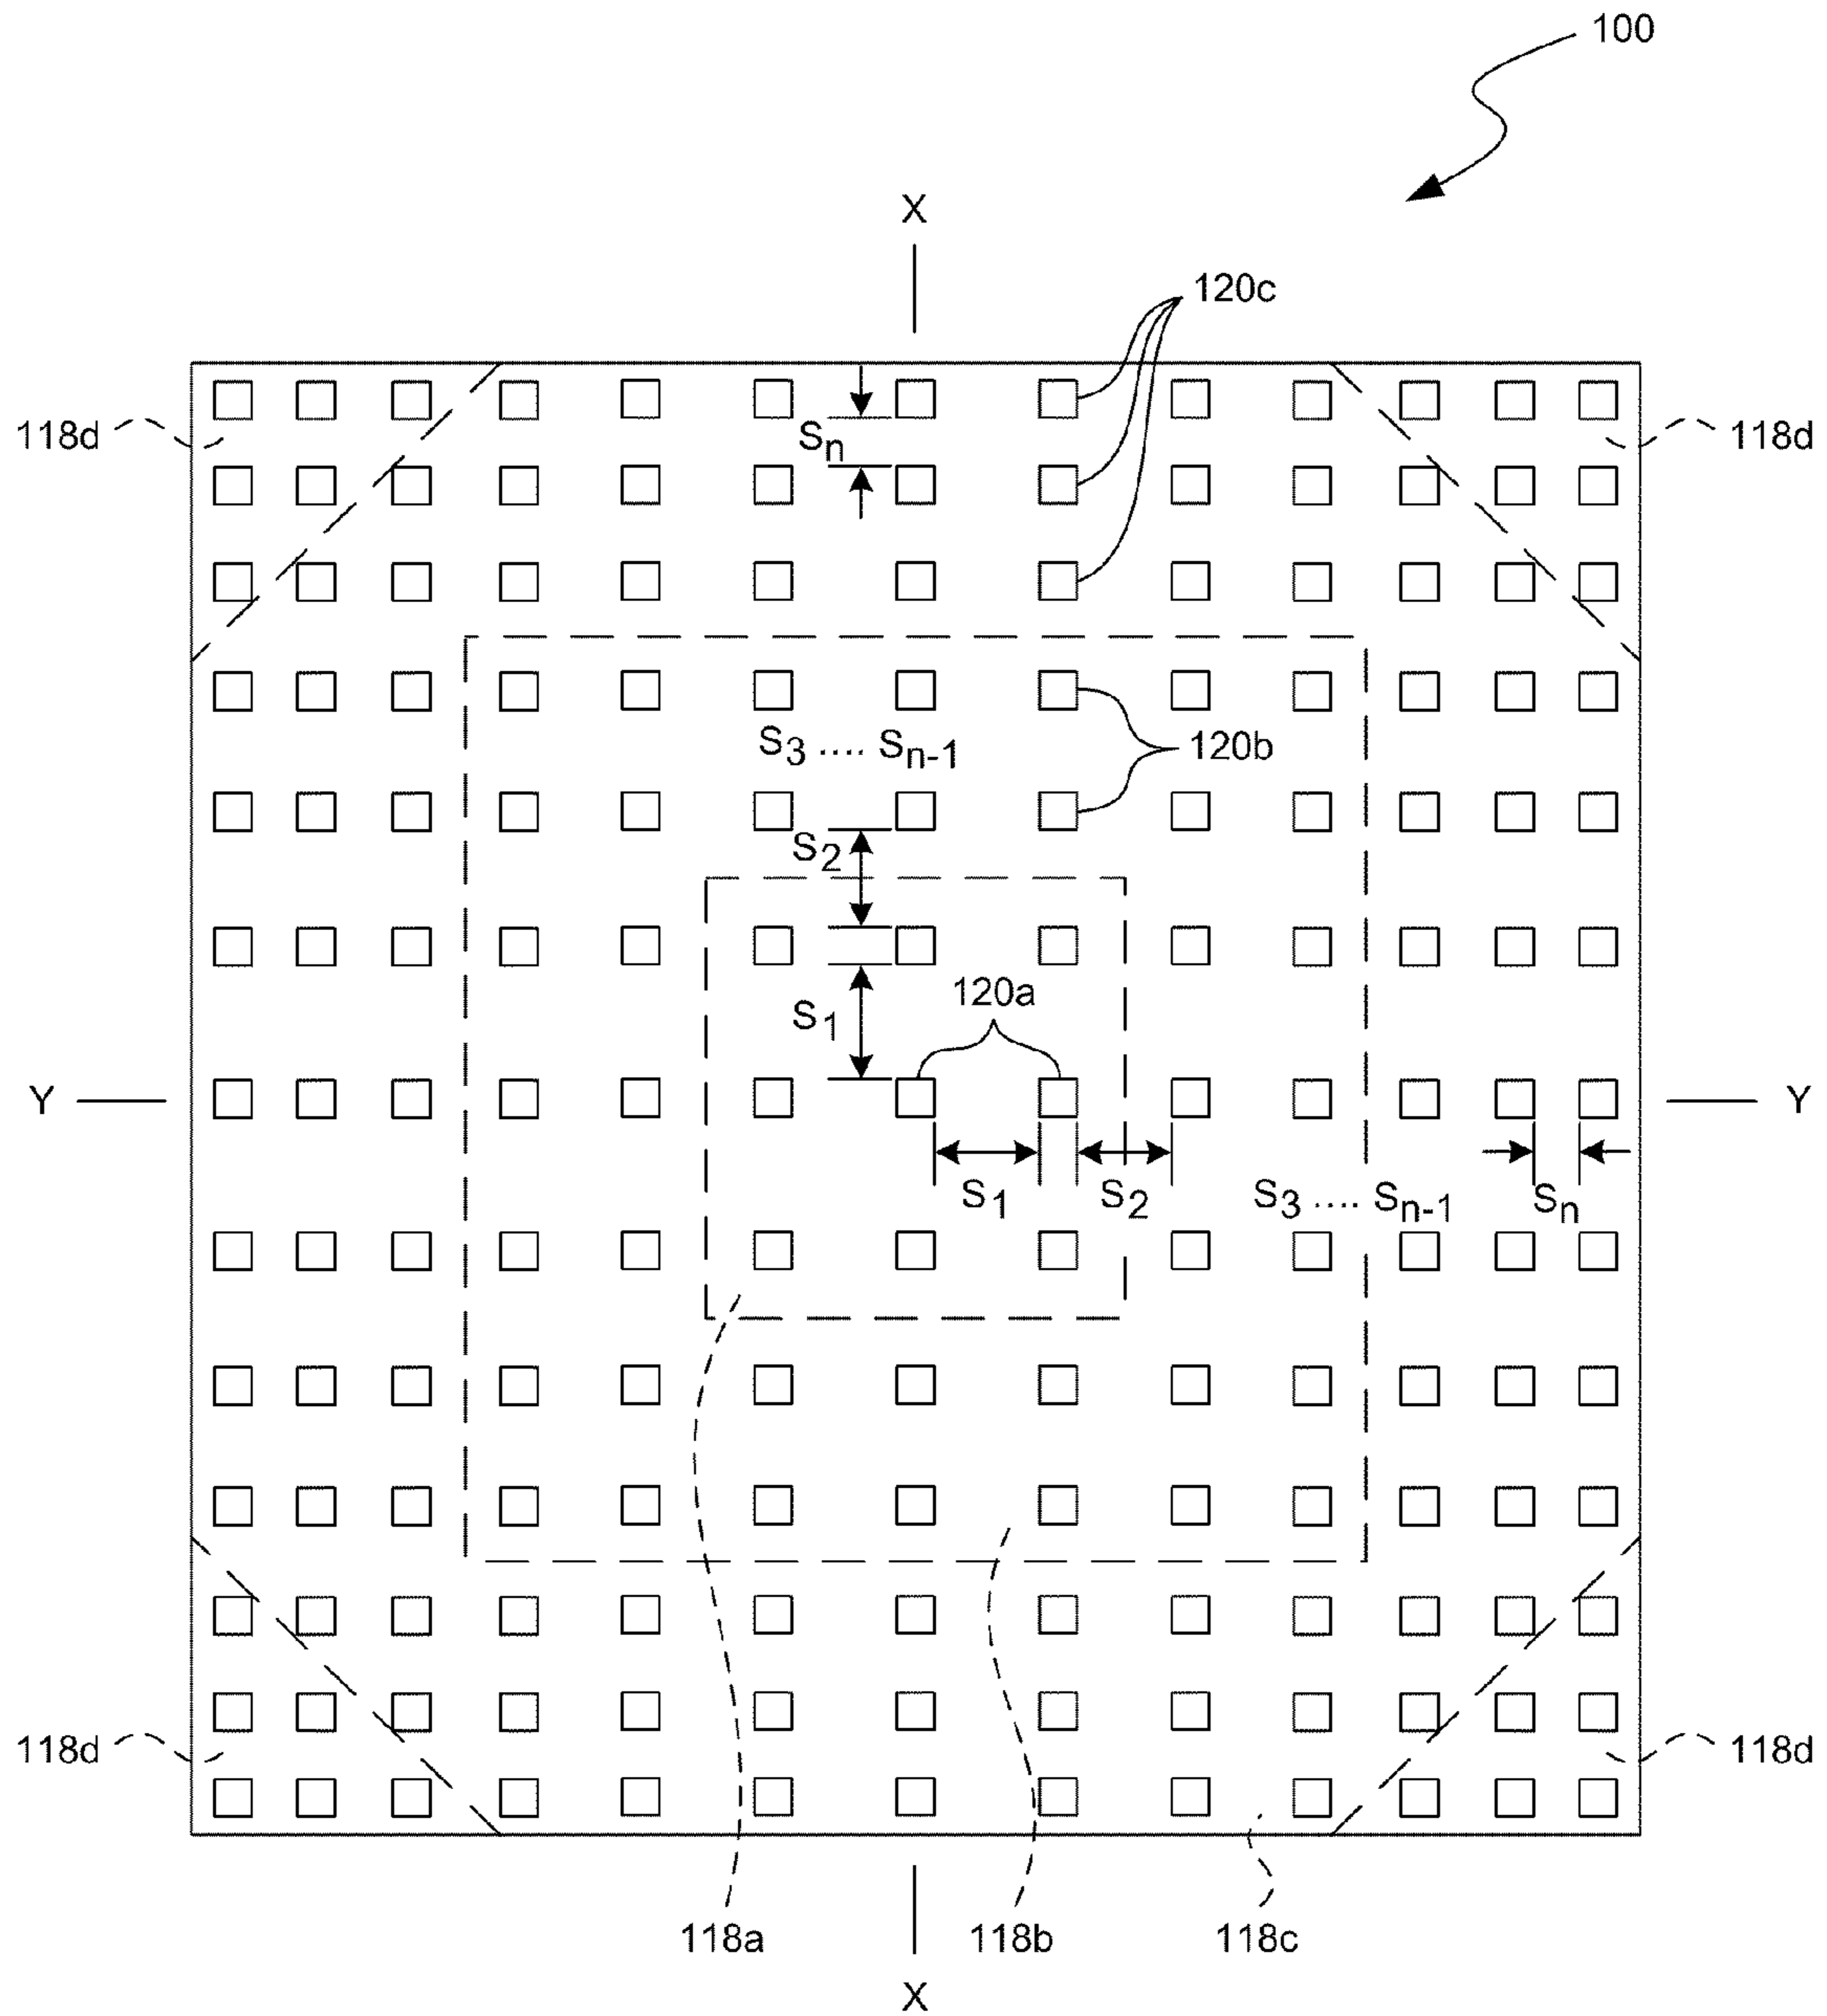 100
X
120c
118d
Sn
118d
S3 .... Sn-1
120b
S2
120a
S1
Y
Y
S1
S2
S3 .... Sn-1
Sn
118d
118d
118a
118b
118c
X